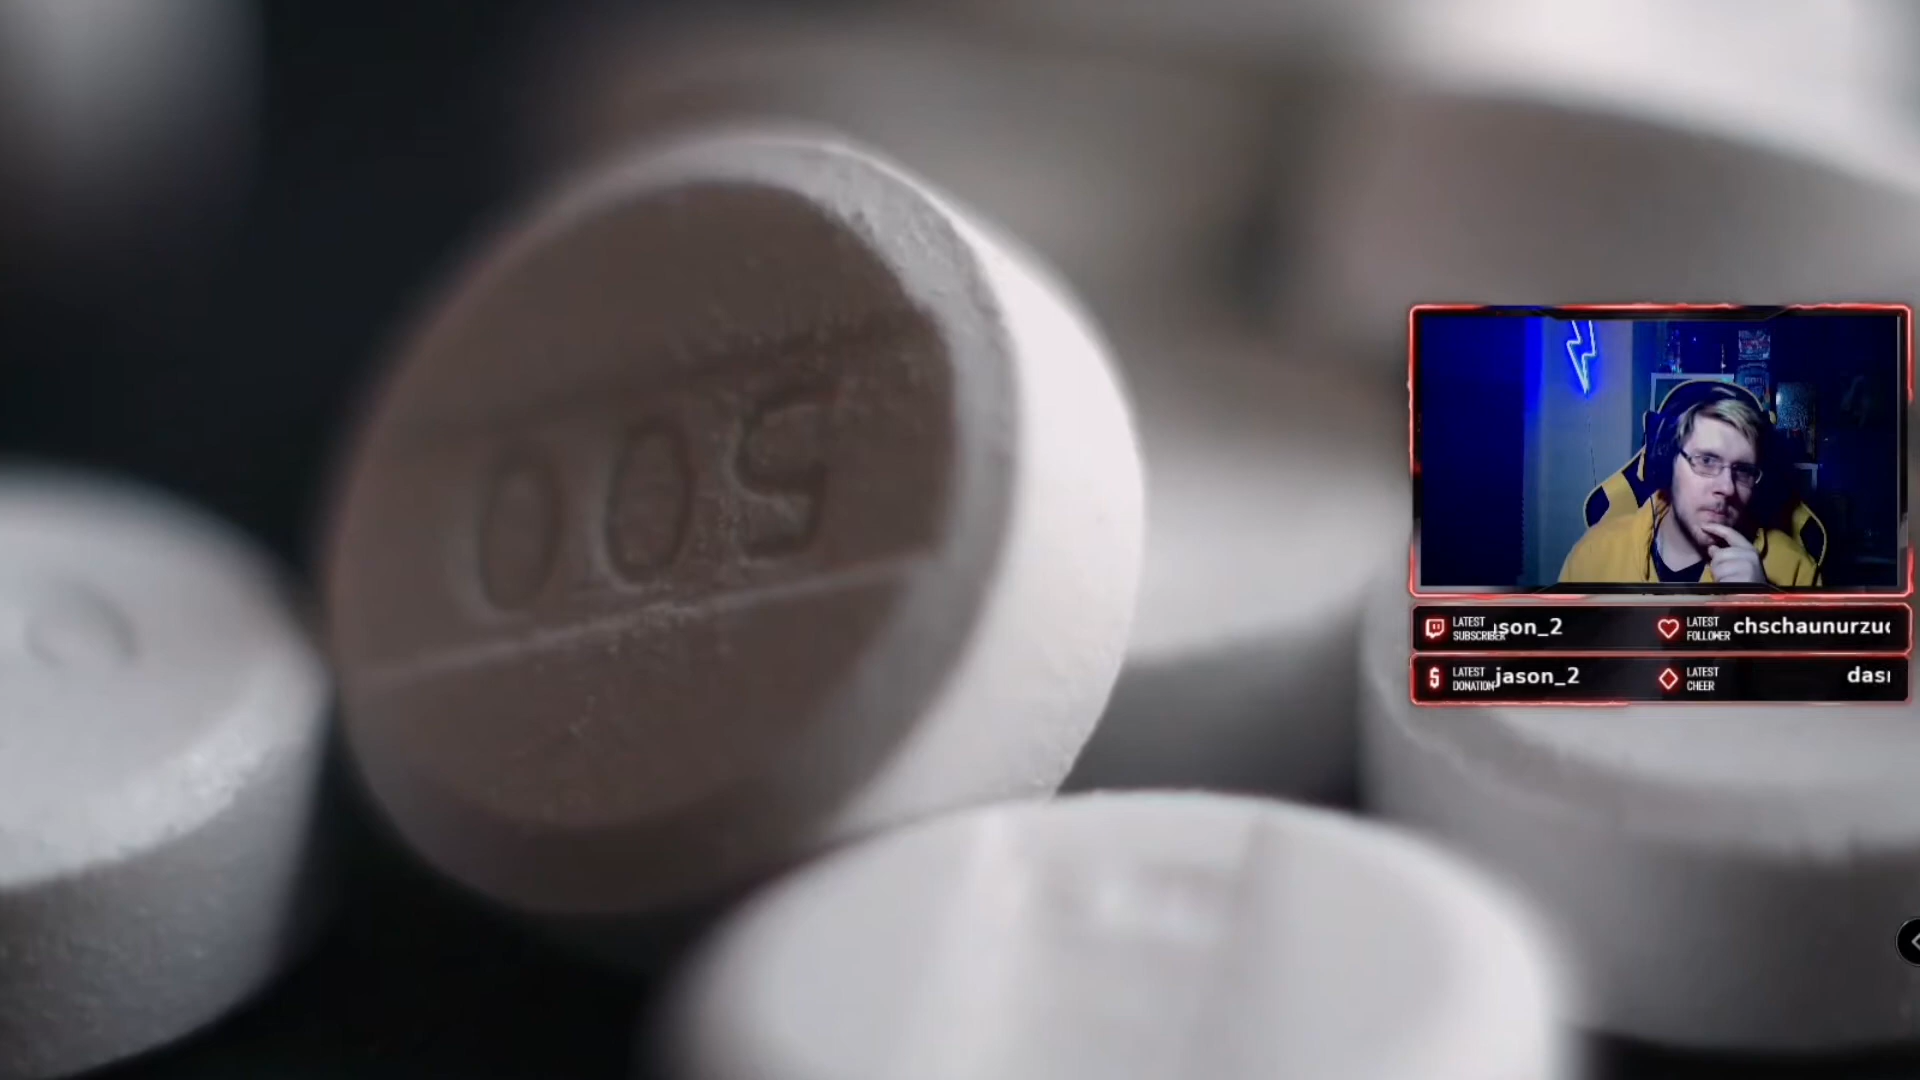 500
LATEST
SUBSCRIBER
son_2
LATEST
FOLLOWER
chschaunurzu
LATEST
DONATION
jason_2
LATEST
CHEER
das